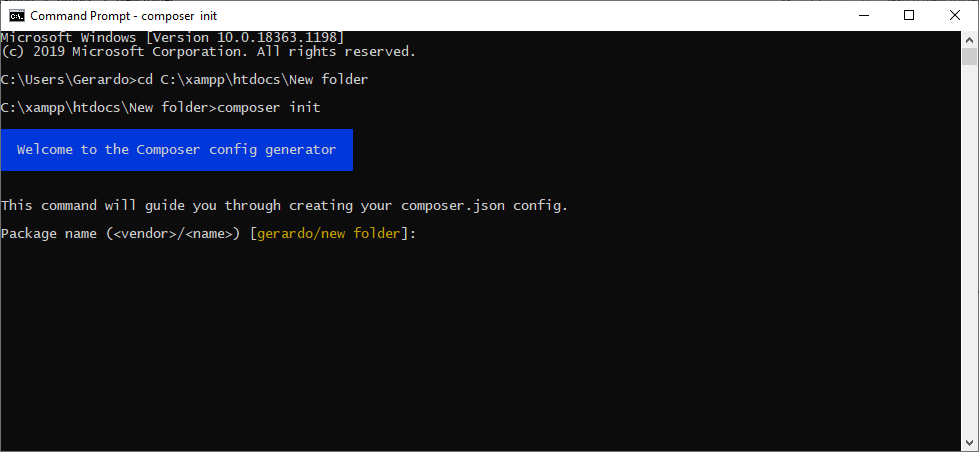 Command Prompt - composer  init
Microsoft Windows [Version 10.0.18363.1198]
(c) 2019 Microsoft Corporation. All rights reserved.
C:\Users\Gerardo>cd C:\xampp\htdocs\New folder
C:\xampp\htdocs\New folder>composer init
Welcome to the Composer config generator
This command will guide you through creating your composer.json config.
Package name (<vendor>/<name>) [gerardo/new folder]: